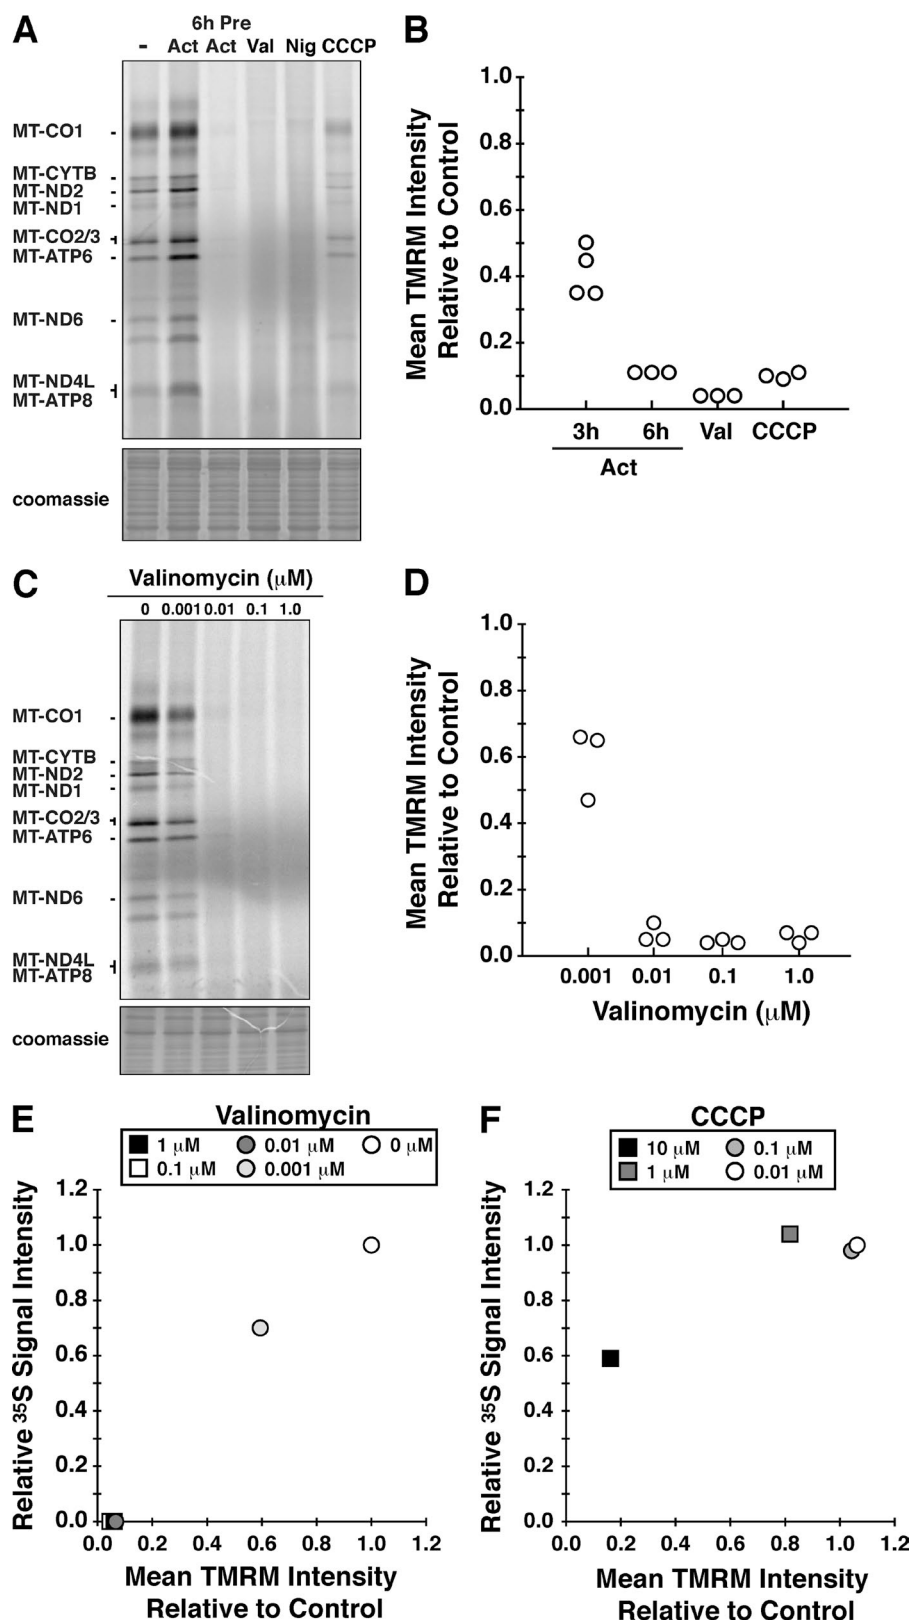 A
6h Pre
- Act Act Val Nig CCCP
MT-CO1 -
MT-CYTB -
MT-ND2 -
MT-ND1 -
MT-CO2/3
MT-ATP6 -
MT-ND6 -
MT-ND4L
MT-ATP8
coomassie
B
Mean TMRM Intensity
Relative to Control
1.0
0.8
0.6
0.4
0.2
0.0
3h 6h Val CCCP
Act
C
Valinomycin (μM)
0 0.001 0.01 0.1 1.0
MT-CO1 -
MT-CYTB -
MT-ND2 -
MT-ND1 -
MT-CO2/3
MT-ATP6 -
MT-ND6 -
MT-ND4L
MT-ATP8
coomassie
D
Mean TMRM Intensity
Relative to Control
1.0
0.8
0.6
0.4
0.2
0.0
0.001 0.01 0.1 1.0
Valinomycin (μM)
E
Valinomycin
1 μM 0.01 μM 0 μM
0.1 μM 0.001 μM
Relative ³⁵S Signal Intensity
1.2
1.0
0.8
0.6
0.4
0.2
0.0
0.0 0.2 0.4 0.6 0.8 1.0 1.2
Mean TMRM Intensity
Relative to Control
F
CCCP
10 μM 0.1 μM
1 μM 0.01 μM
Relative ³⁵S Signal Intensity
1.2
1.0
0.8
0.6
0.4
0.2
0.0
0.0 0.2 0.4 0.6 0.8 1.0 1.2
Mean TMRM Intensity
Relative to Control